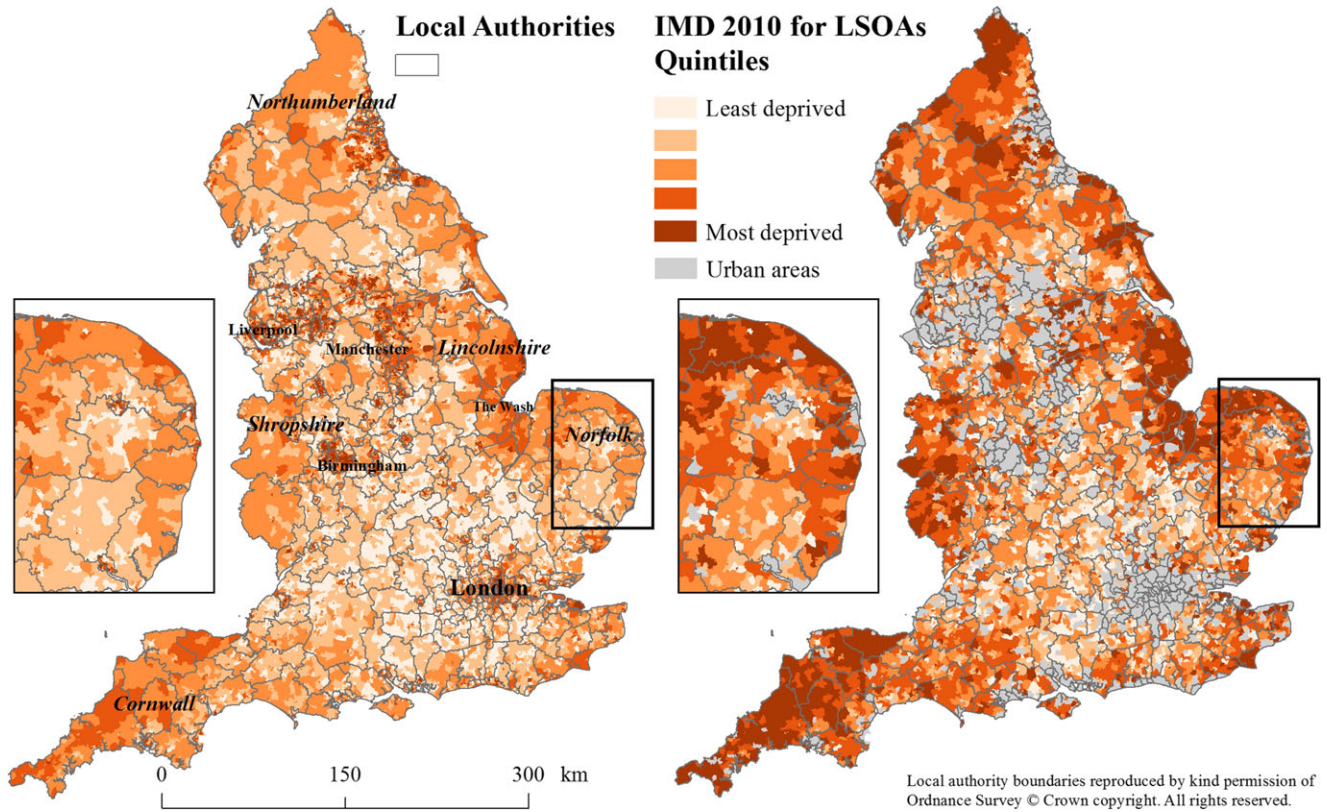 Local Authorities
IMD 2010 for LSOAs
Quintiles
Least deprived
Most deprived
Urban areas
Northumberland
Liverpool
Manchester
Lincolnshire
The Wash
Shropshire
Norfolk
Birmingham
London
Cornwall
0 150 300 km
Local authority boundaries reproduced by kind permission of
Ordnance Survey © Crown copyright. All rights reserved.